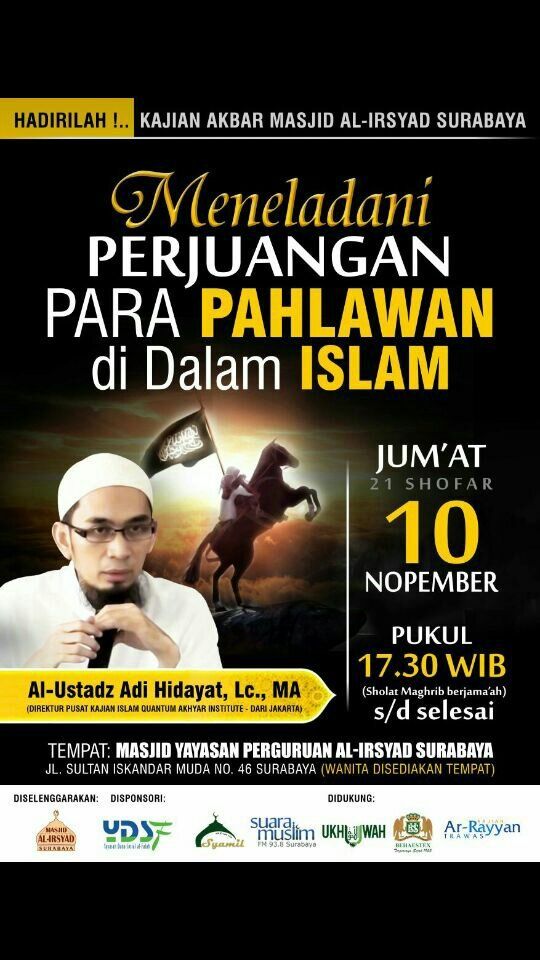 HADIRILAH !.. KAJIAN AKBAR MASJID AL-IRSYAD SURABAYA
Meneladani
PERJUANGAN
PARA PAHLAWAN
di Dalam ISLAM
JUM'AT
21 SHOFAR
10
NOPEMBER
PUKUL
17.30 WIB
(Sholat Maghrib berjama'ah)
s/d selesai
Al-Ustadz Adi Hidayat, Lc., MA
(DIREKTUR PUSAT KAJIAN ISLAM QUANTUM AKHYAR INSTITUTE - DARI JAKARTA)
TEMPAT: MASJID YAYASAN PERGURUAN AL-IRSYAD SURABAYA
JL. SULTAN ISKANDAR MUDA NO. 46 SURABAYA (WANITA DISEDIAKAN TEMPAT)
DISELENGGARAKAN: DISPONSORI: DIDUKUNG:
MASJID
AL-IRSYAD
SURABAYA
YDSF
Syamil
suara
muslim
FM 93.8 Surabaya
UKHUWAH
BS
BEHAESTEX
KAJIAN
Ar-Rayyan
TRAWAS